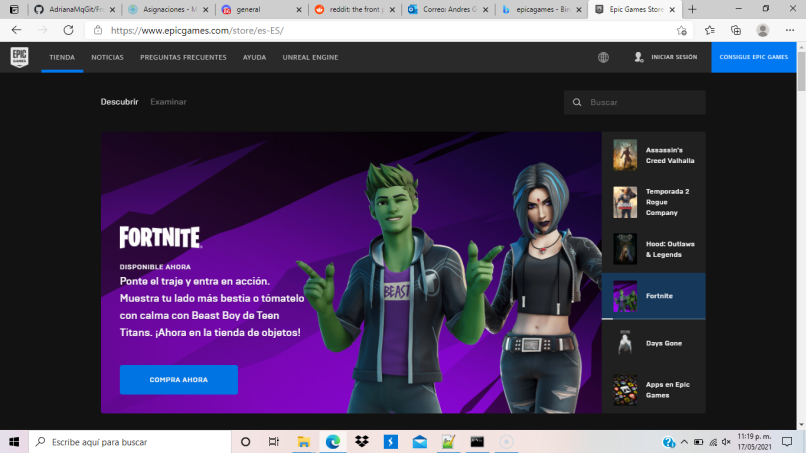 AdrianaMqGit/Fro
Asignaciones - M
general
reddit: the front p
Correo: Andres G
epicagames - Bin
Epic Games Store
https://www.epicgames.com/store/es-ES/
EPIC GAMES
TIENDA
NOTICIAS
PREGUNTAS FRECUENTES
AYUDA
UNREAL ENGINE
INICIAR SESIÓN
CONSIGUE EPIC GAMES
Descubrir
Examinar
Buscar
FORTNITE
DISPONIBLE AHORA
Ponte el traje y entra en acción.
Muestra tu lado más bestia o tómatelo
con calma con Beast Boy de Teen
Titans. ¡Ahora en la tienda de objetos!
COMPRA AHORA
BEAST
Assassin's
Creed Valhalla
Temporada 2
Rogue
Company
Hood: Outlaws
& Legends
Fortnite
Days Gone
Apps en Epic
Games
Escribe aquí para buscar
11:19 p. m.
17/05/2021